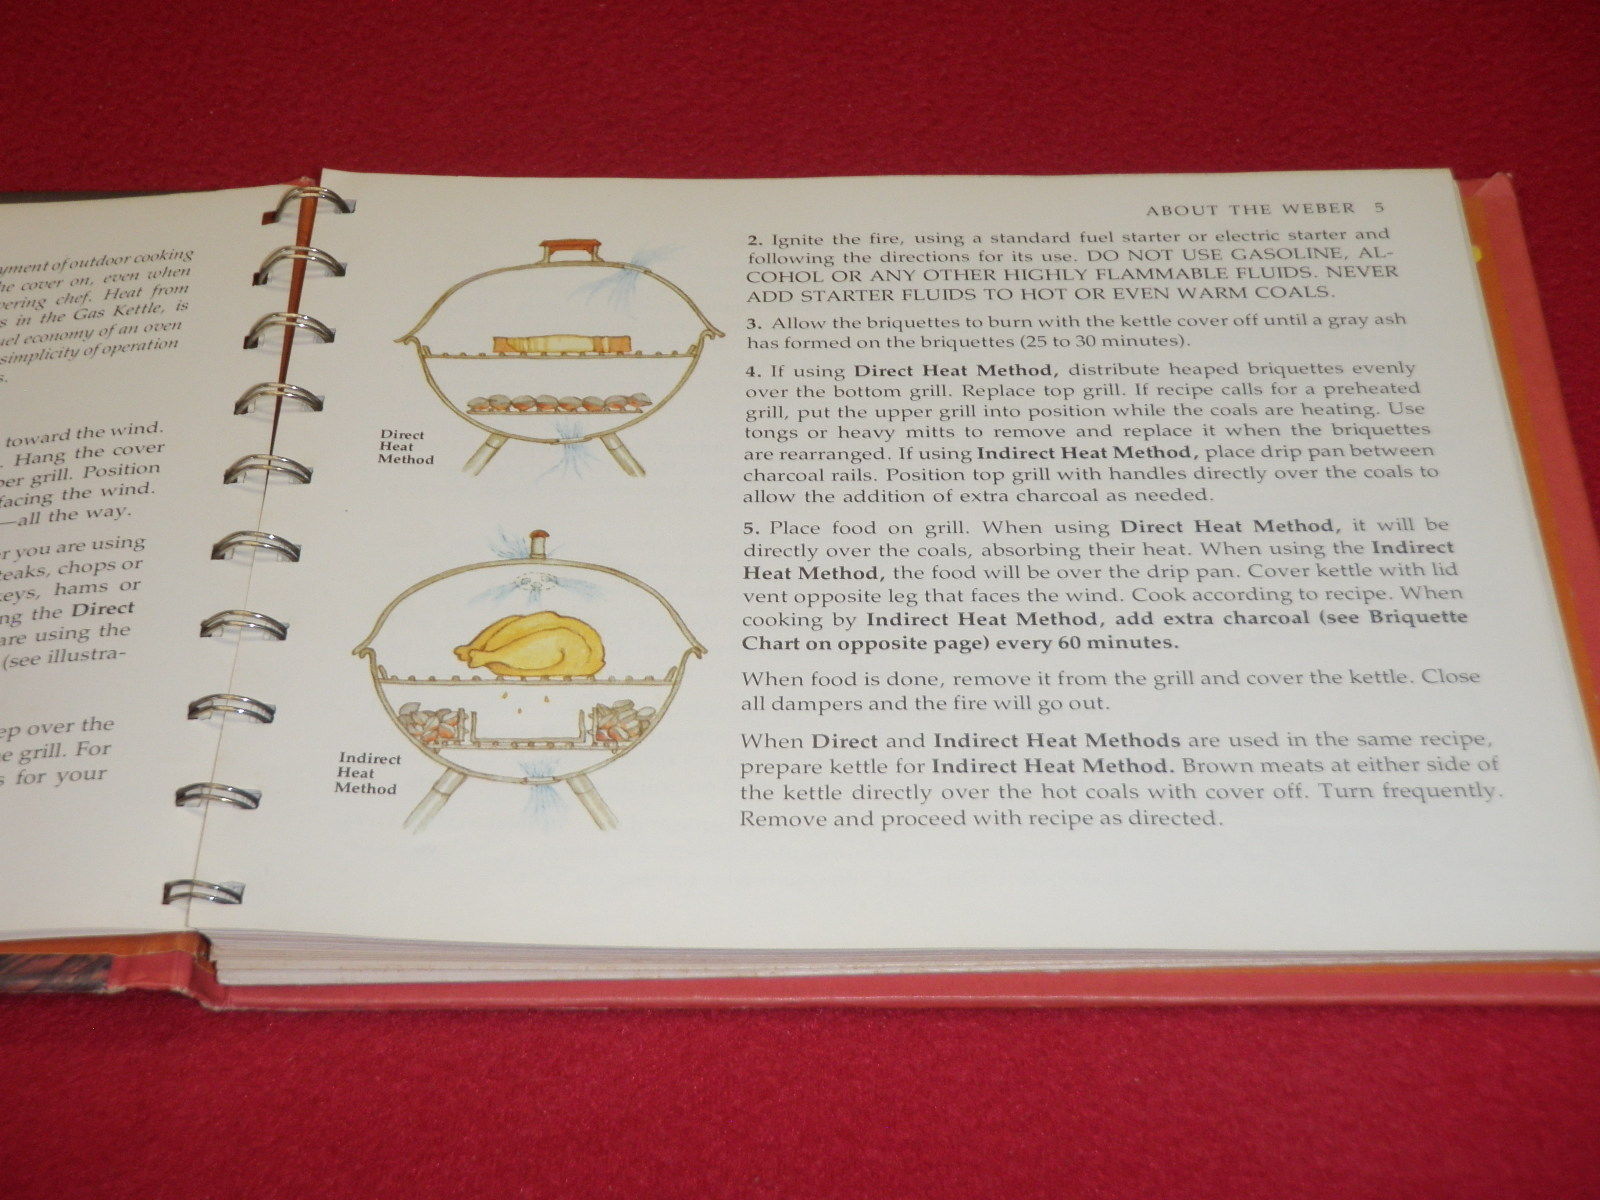 yment of outdoor cooking
he cover on, even when
ering chef. Heat from
s in the Gas Kettle, is
uel economy of an oven
simplicity of operation
s.
toward the wind.
. Hang the cover
per grill. Position
facing the wind.
—all the way.
r you are using
teaks, chops or
keys, hams or
ng the Direct
are using the
(see illustra-
ep over the
e grill. For
s for your
Direct
Heat
Method
Indirect
Heat
Method
ABOUT THE WEBER 5
2. Ignite the fire, using a standard fuel starter or electric starter and
following the directions for its use. DO NOT USE GASOLINE, AL-
COHOL OR ANY OTHER HIGHLY FLAMMABLE FLUIDS. NEVER
ADD STARTER FLUIDS TO HOT OR EVEN WARM COALS.
3. Allow the briquettes to burn with the kettle cover off until a gray ash
has formed on the briquettes (25 to 30 minutes).
4. If using Direct Heat Method, distribute heaped briquettes evenly
over the bottom grill. Replace top grill. If recipe calls for a preheated
grill, put the upper grill into position while the coals are heating. Use
tongs or heavy mitts to remove and replace it when the briquettes
are rearranged. If using Indirect Heat Method, place drip pan between
charcoal rails. Position top grill with handles directly over the coals to
allow the addition of extra charcoal as needed.
5. Place food on grill. When using Direct Heat Method, it will be
directly over the coals, absorbing their heat. When using the Indirect
Heat Method, the food will be over the drip pan. Cover kettle with lid
vent opposite leg that faces the wind. Cook according to recipe. When
cooking by Indirect Heat Method, add extra charcoal (see Briquette
Chart on opposite page) every 60 minutes.
When food is done, remove it from the grill and cover the kettle. Close
all dampers and the fire will go out.
When Direct and Indirect Heat Methods are used in the same recipe,
prepare kettle for Indirect Heat Method. Brown meats at either side of
the kettle directly over the hot coals with cover off. Turn frequently.
Remove and proceed with recipe as directed.